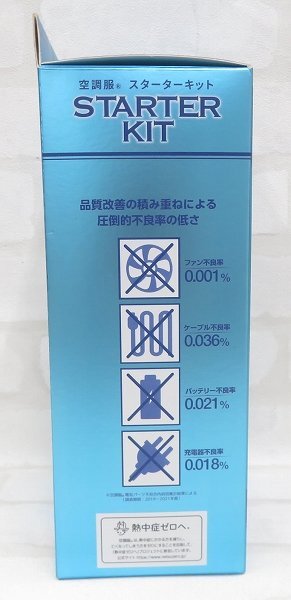 空調服® スターターキット
STARTER
KIT
品質改善の積み重ねによる
圧倒的不良率の低さ
ファン不良率
0.001%
ケーブル不良率
0.036%
バッテリー不良率
0.021%
充電器不良率
0.018%
熱中症ゼロへ。